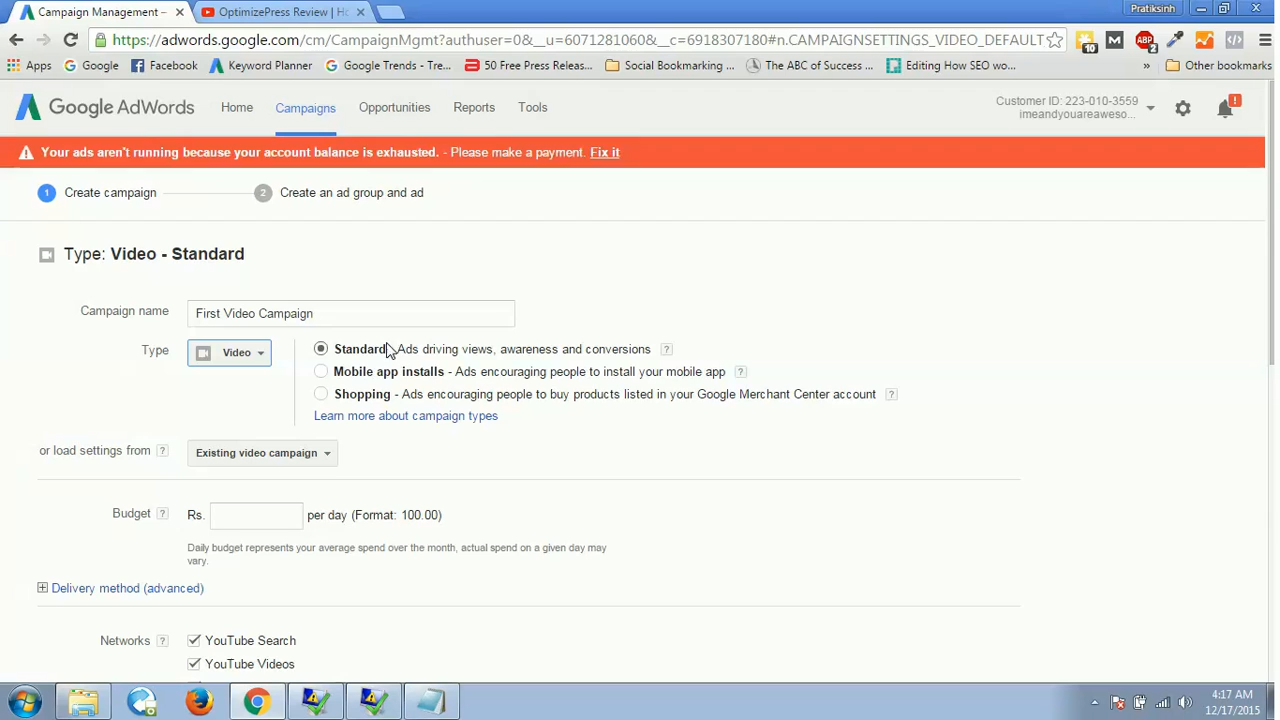 Campaign Management –
OptimizePress Review | Ho
Pratiksinh
https://adwords.google.com/cm/CampaignMgmt?authuser=0&__u=6071281060&__c=6918307180#n.CAMPAIGNSETTINGS_VIDEO_DEFAULT
10
2
Apps
Google
Facebook
Keyword Planner
Google Trends - Tre...
50 Free Press Releas...
Social Bookmarking ...
The ABC of Success ...
Editing How SEO wo...
»
Other bookmarks
Google AdWords
Home
Campaigns
Opportunities
Reports
Tools
Customer ID: 223-010-3559
imeandyouareaweso...
!
Your ads aren't running because your account balance is exhausted. - Please make a payment. Fix it
1 Create campaign
2 Create an ad group and ad
Type: Video - Standard
Campaign name
First Video Campaign
Type
Video
Standard - Ads driving views, awareness and conversions ?
Mobile app installs - Ads encouraging people to install your mobile app ?
Shopping - Ads encouraging people to buy products listed in your Google Merchant Center account ?
Learn more about campaign types
or load settings from ?
Existing video campaign
Budget ?
Rs.
per day (Format: 100.00)
Daily budget represents your average spend over the month, actual spend on a given day may
vary.
Delivery method (advanced)
Networks ?
YouTube Search
YouTube Videos
4:17 AM
12/17/2015